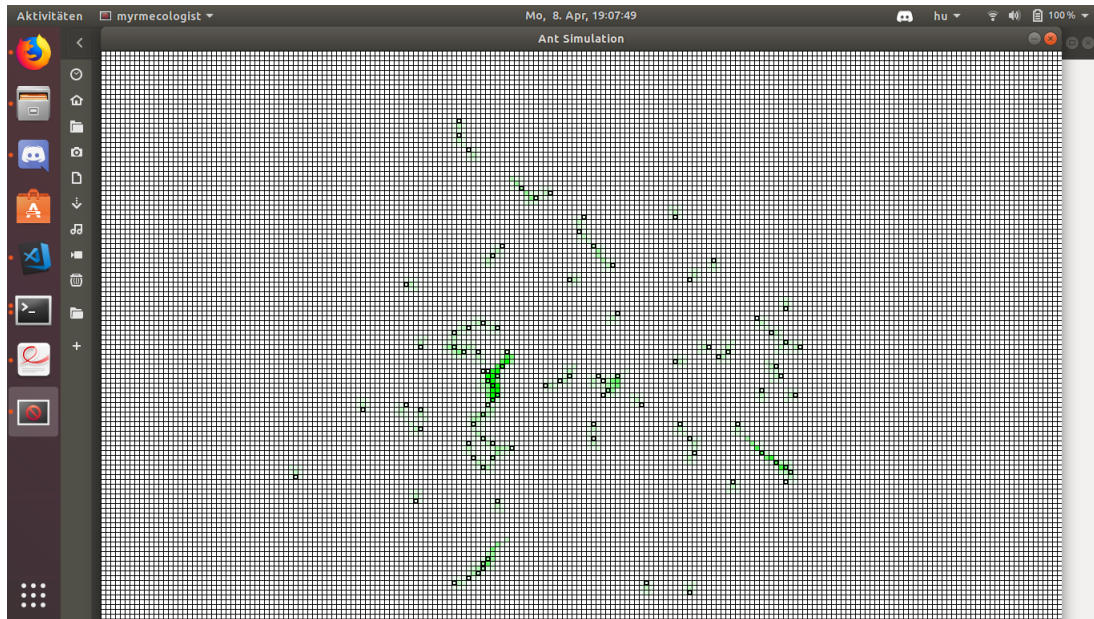 Aktivitäten myrmecologist Mo, 8. Apr, 19:07:49 hu 100 %
Ant Simulation